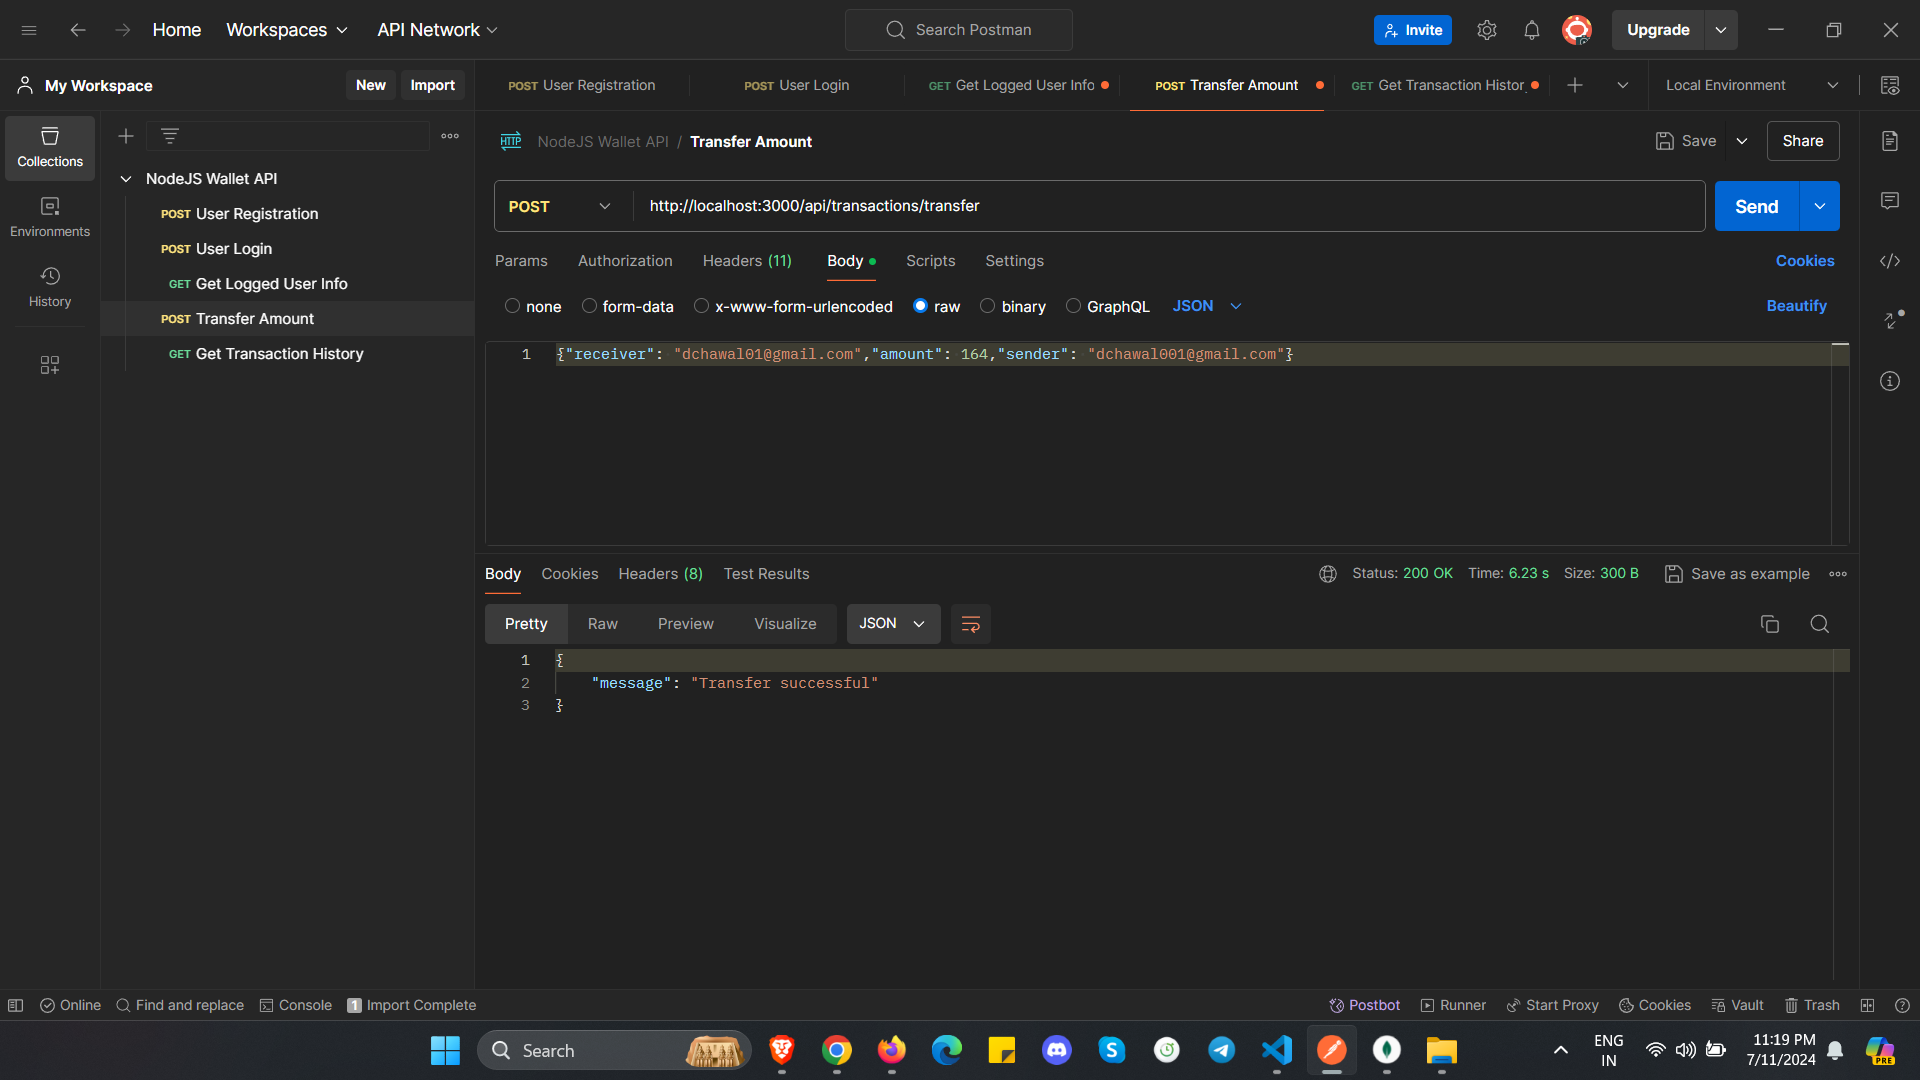 Home Workspaces API Network Search Postman Invite Upgrade
My Workspace New Import
POST User Registration POST User Login GET Get Logged User Info POST Transfer Amount GET Get Transaction Histor Local Environment
Collections
Environments
History
NodeJS Wallet API
POST User Registration
POST User Login
GET Get Logged User Info
POST Transfer Amount
GET Get Transaction History
HTTP NodeJS Wallet API / Transfer Amount Save Share
POST http://localhost:3000/api/transactions/transfer Send
Params Authorization Headers (11) Body Scripts Settings Cookies
none form-data x-www-form-urlencoded raw binary GraphQL JSON Beautify
1 {"receiver": "dchawal01@gmail.com","amount": 164,"sender": "dchawal001@gmail.com"}
Body Cookies Headers (8) Test Results Status: 200 OK Time: 6.23 s Size: 300 B Save as example
Pretty Raw Preview Visualize JSON
1 {
2 "message": "Transfer successful"
3 }
Online Find and replace Console 1 Import Complete Postbot Runner Start Proxy Cookies Vault Trash
Search ENG 11:19 PM
IN 7/11/2024 PRE